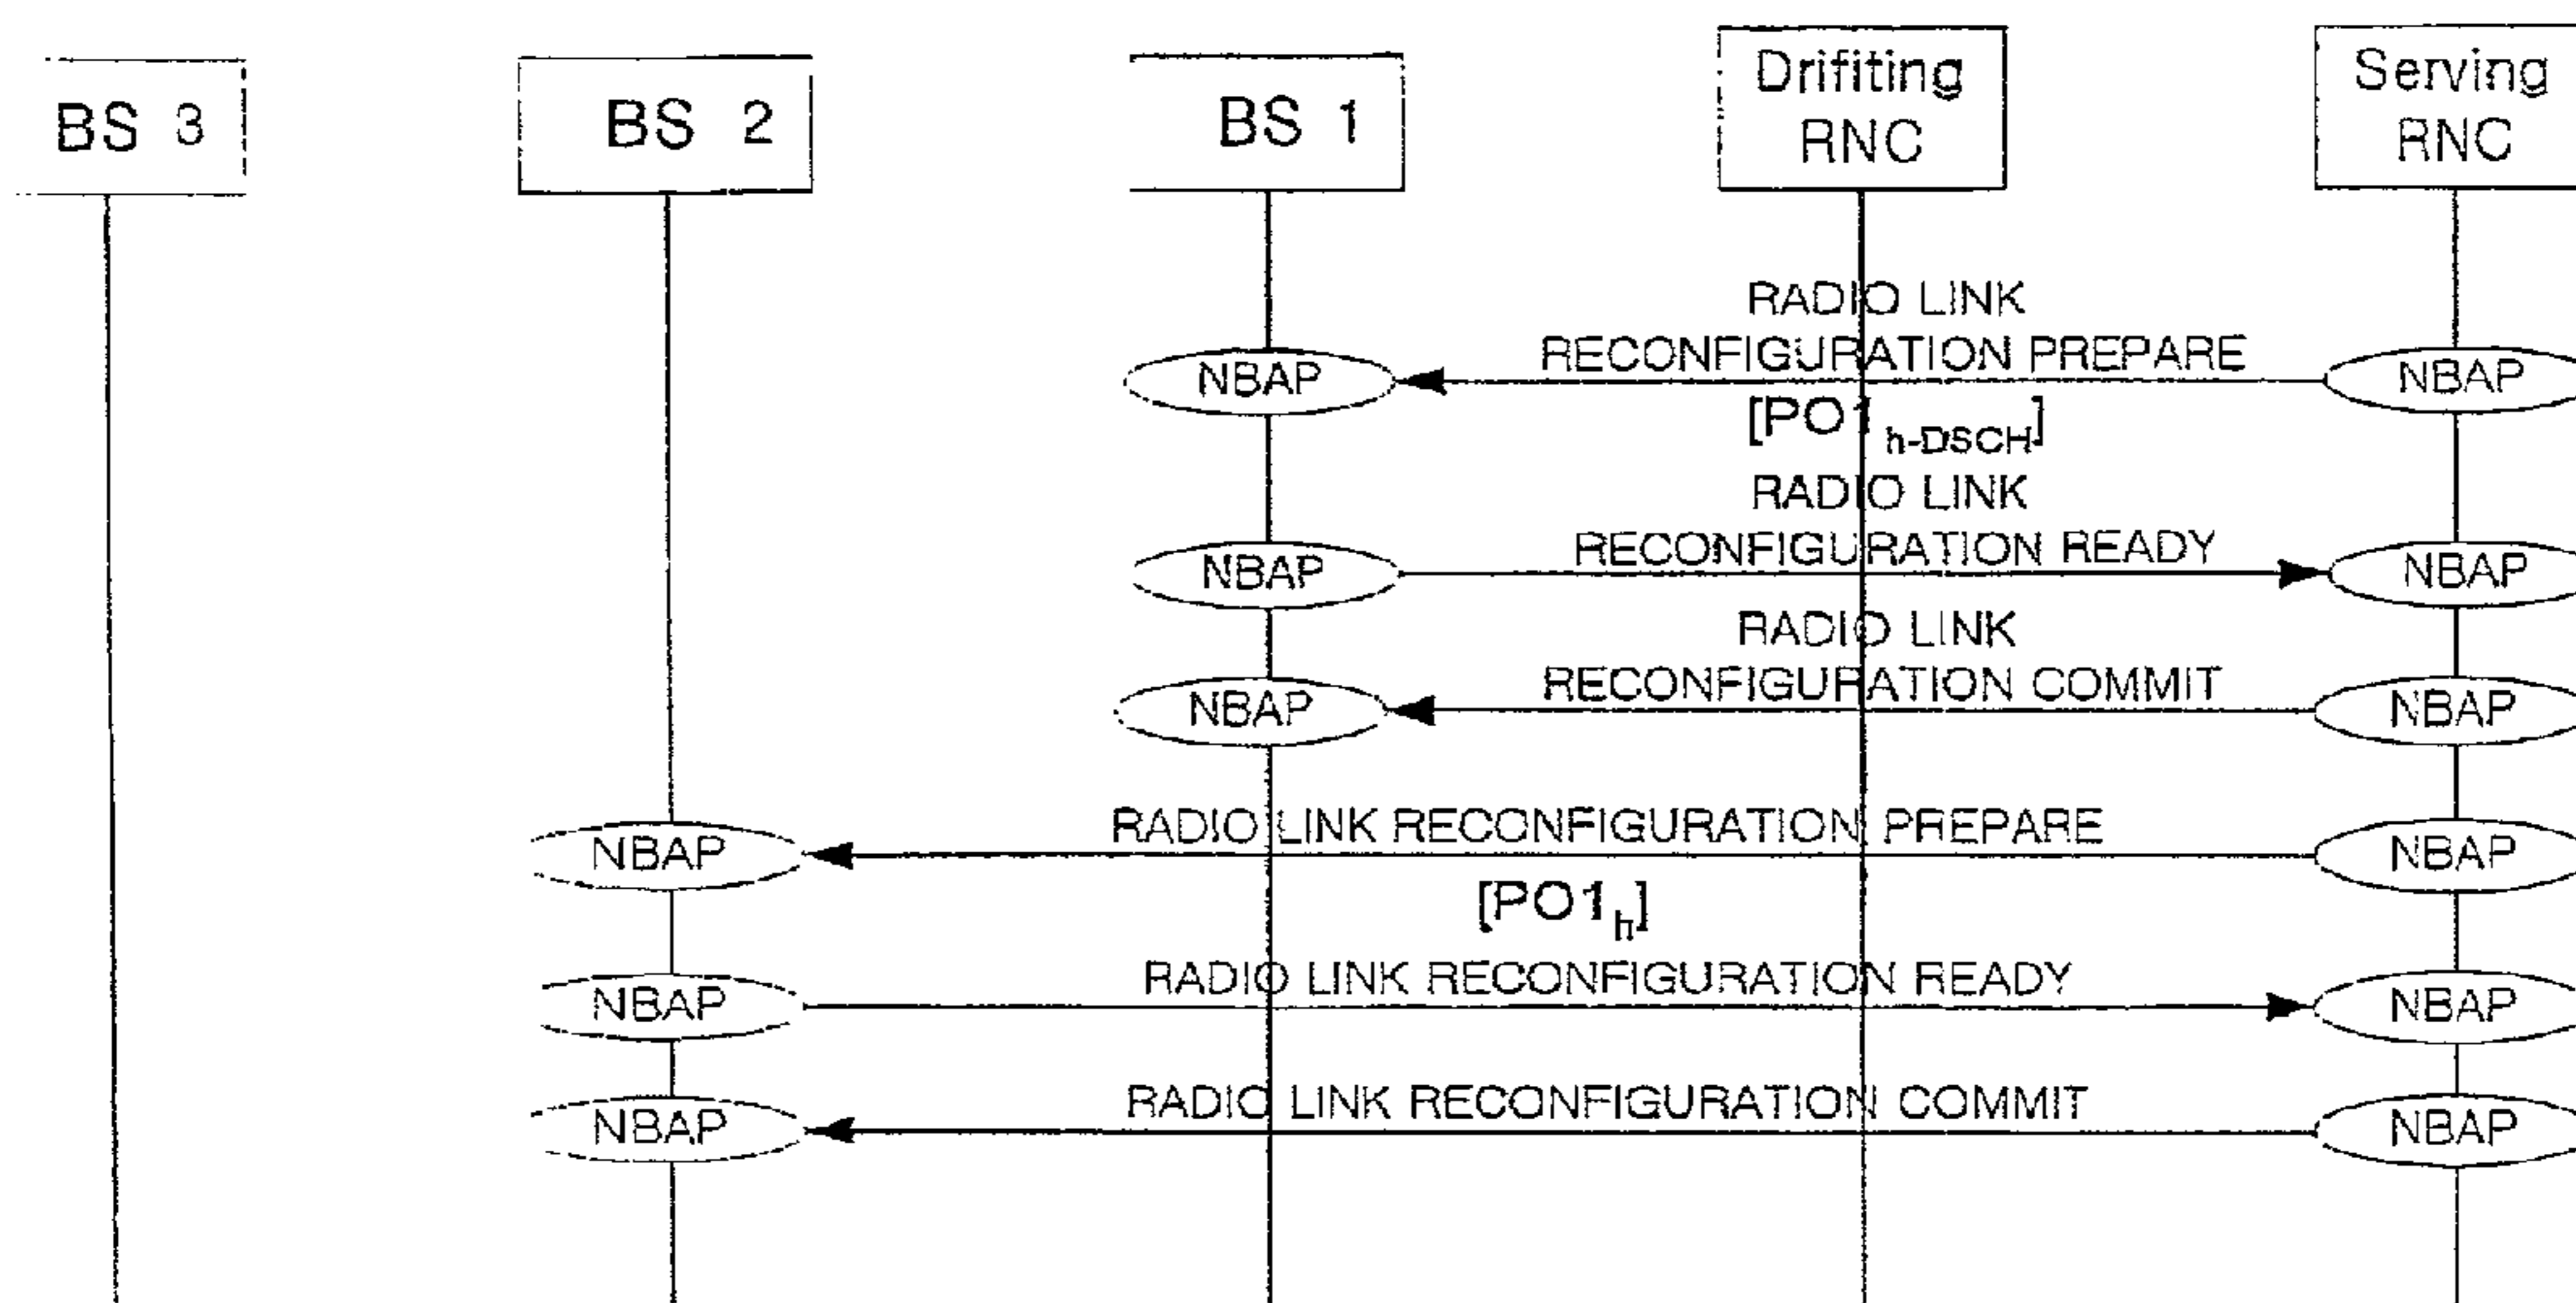 BS 3
BS 2
BS 1
Drifiting
RNC
Serving
RNC
RADIO LINK
RECONFIGURATION PREPARE
NBAP
NBAP
[PO1h-DSCH]
RADIO LINK
RECONFIGURATION READY
NBAP
NBAP
RADIO LINK
RECONFIGURATION COMMIT
NBAP
NBAP
RADIO LINK RECONFIGURATION PREPARE
NBAP
NBAP
[PO1h]
RADIO LINK RECONFIGURATION READY
NBAP
NBAP
RADIO LINK RECONFIGURATION COMMIT
NBAP
NBAP